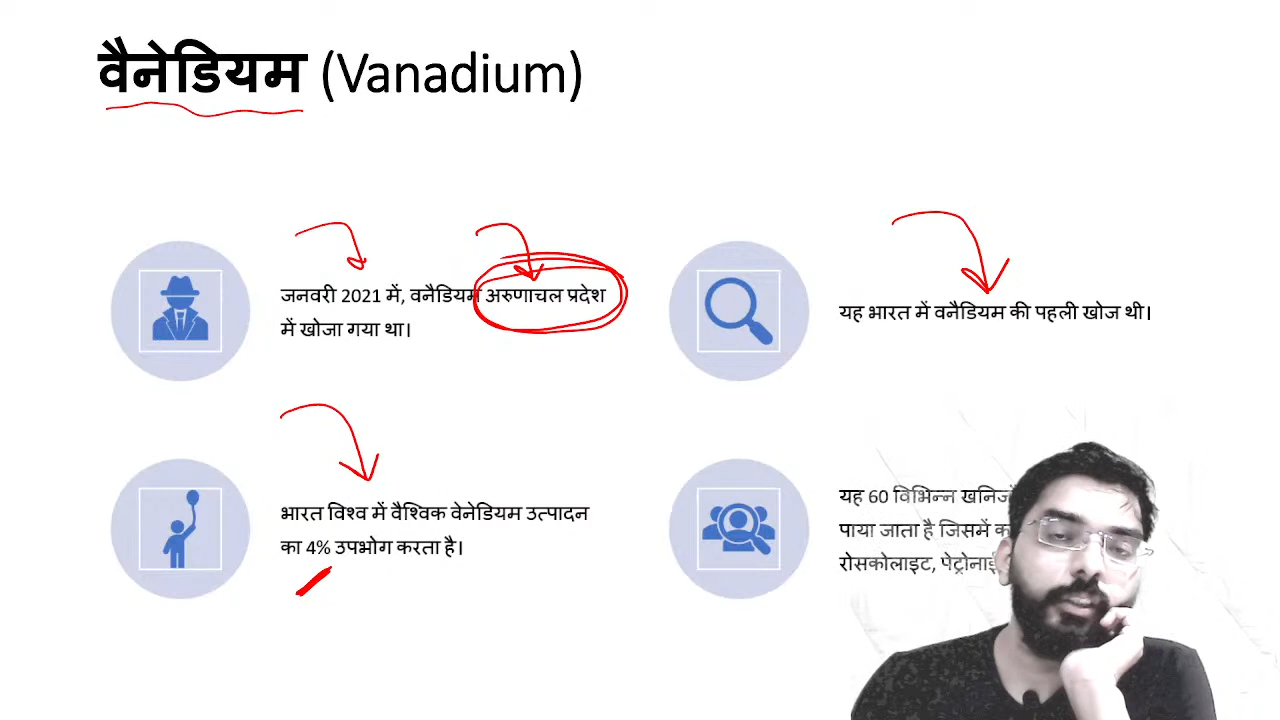 वैनेडियम (Vanadium)
जनवरी 2021 में, वनैडियम अरुणाचल प्रदेश
में खोजा गया था।
यह भारत में वनैडियम की पहली खोज थी।
भारत विश्व में वैश्विक वेनेडियम उत्पादन
का 4% उपभोग करता है।
यह 60 विभिन्न खनिजों
पाया जाता है जिसमें
रोसकोलाइट,